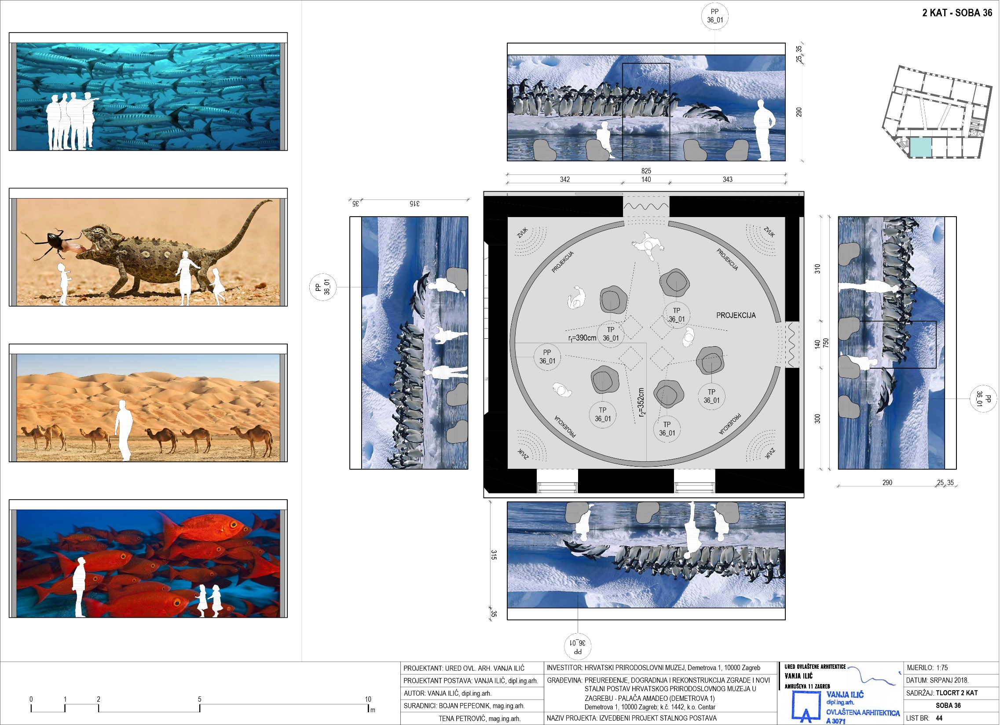 2 KAT - SOBA 36
PP
36_01
35
25
290
825
342
140
343
35
315
PP
36_01
ZVUK
ZVUK
PROJEKCIJA
PROJEKCIJA
PROJEKCIJA
TP
36_01
TP
36_01
r1=390cm
PP
36_01
TP
36_01
TP
36_01
TP
36_01
r2=352cm
PROJEKCIJA
PROJEKCIJA
ZVUK
ZVUK
310
140
750
300
PP
36_01
290
25
35
315
35
PP
36_01
0
1
2
5
10
m
PROJEKTANT: URED OVL. ARH. VANJA ILIĆ
PROJEKTANT POSTAVA: VANJA ILIĆ, dipl.ing.arh.
AUTOR: VANJA ILIĆ, dipl.ing.arh.
SURADNICI: BOJAN PEPEONIK, mag.ing.arh.
TENA PETROVIĆ, mag.ing.arh.
INVESTITOR: HRVATSKI PRIRODOSLOVNI MUZEJ, Demetrova 1, 10000 Zagreb
GRAĐEVINA: PREUREĐENJE, DOGRADNJA I REKONSTRUKCIJA ZGRADE I NOVI
STALNI POSTAV HRVATSKOG PRIRODOSLOVNOG MUZEJA U
ZAGREBU - PALAČA AMADEO (DEMETROVA 1)
Demetrova 1, 10000 Zagreb; k.č. 1442, k.o. Centar
NAZIV PROJEKTA: IZVEDBENI PROJEKT STALNOG POSTAVA
URED OVLAŠTENE ARHITEKTICE
VANJA ILIĆ
AMRUŠEVA 11 ZAGREB
VANJA ILIĆ
dipl.ing.arh.
OVLAŠTENA ARHITEKTICA
A 3071
MJERILO: 1:75
DATUM: SRPANJ 2018.
SADRŽAJ: TLOCRT 2 KAT
SOBA 36
LIST BR: 44